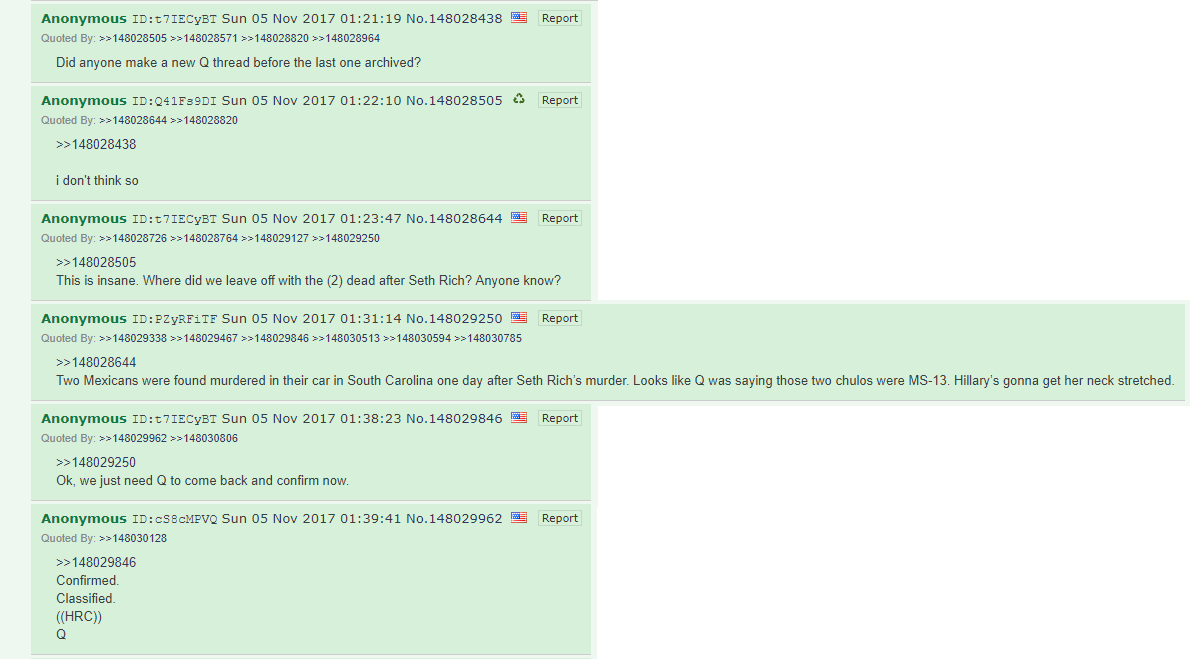 Anonymous ID:t7IECyBT Sun 05 Nov 2017 01:21:19 No.148028438 Report
Quoted By: >>148028505 >>148028571 >>148028820 >>148028964
Did anyone make a new Q thread before the last one archived?
Anonymous ID:Q41Fs9DI Sun 05 Nov 2017 01:22:10 No.148028505 Report
Quoted By: >>148028644 >>148028820
>>148028438
i don't think so
Anonymous ID:t7IECyBT Sun 05 Nov 2017 01:23:47 No.148028644 Report
Quoted By: >>148028726 >>148028764 >>148029127 >>148029250
>>148028505
This is insane. Where did we leave off with the (2) dead after Seth Rich? Anyone know?
Anonymous ID:PZyRFiTF Sun 05 Nov 2017 01:31:14 No.148029250 Report
Quoted By: >>148029338 >>148029467 >>148029846 >>148030513 >>148030594 >>148030785
>>148028644
Two Mexicans were found murdered in their car in South Carolina one day after Seth Rich’s murder. Looks like Q was saying those two chulos were MS-13. Hillary’s gonna get her neck stretched.
Anonymous ID:t7IECyBT Sun 05 Nov 2017 01:38:23 No.148029846 Report
Quoted By: >>148029962 >>148030806
>>148029250
Ok, we just need Q to come back and confirm now.
Anonymous ID:cS8cMPVQ Sun 05 Nov 2017 01:39:41 No.148029962 Report
Quoted By: >>148030128
>>148029846
Confirmed.
Classified.
((HRC))
Q